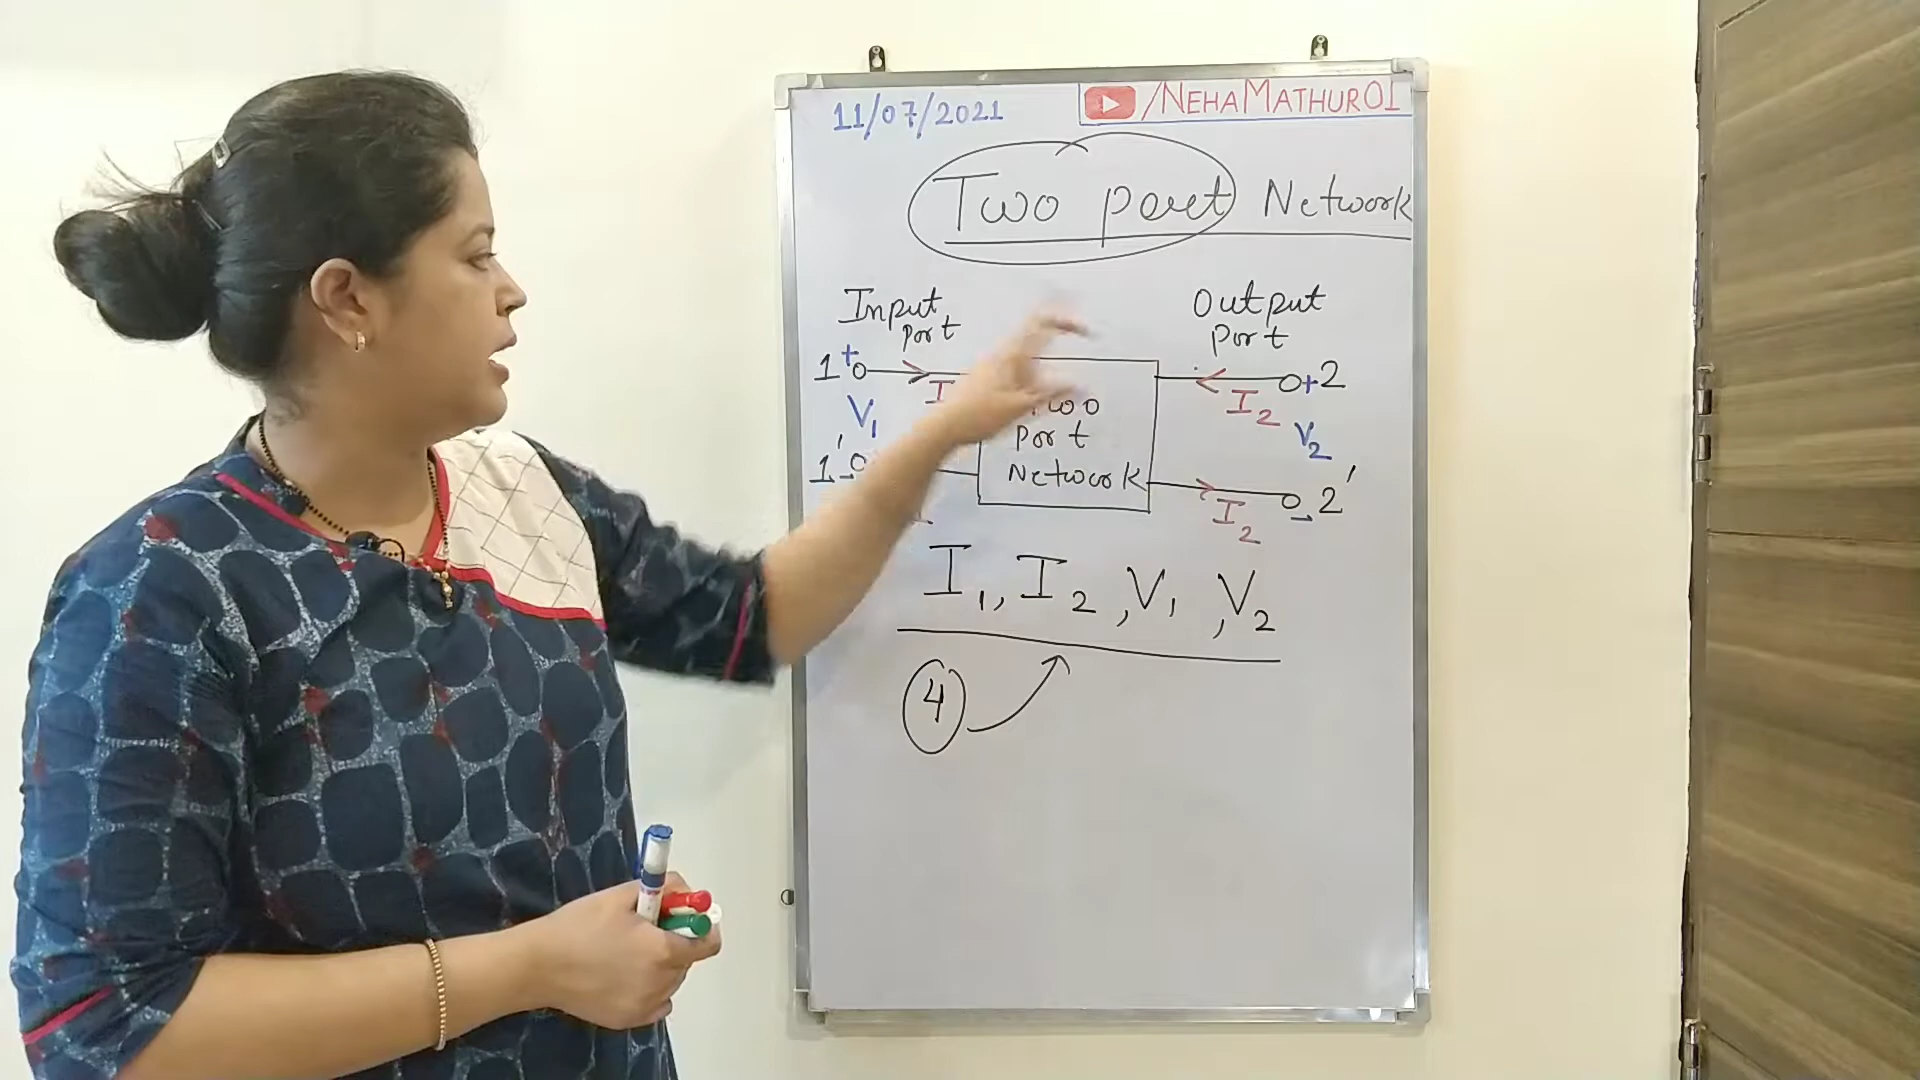 11/07/2021
/NEHAMATHUR01
Two port Network
Input
port
Output
port
1 +
I
I2
+2
V1
Port
Network
V2
1' -
I2
- 2'
I1, I2, V1, V2
4